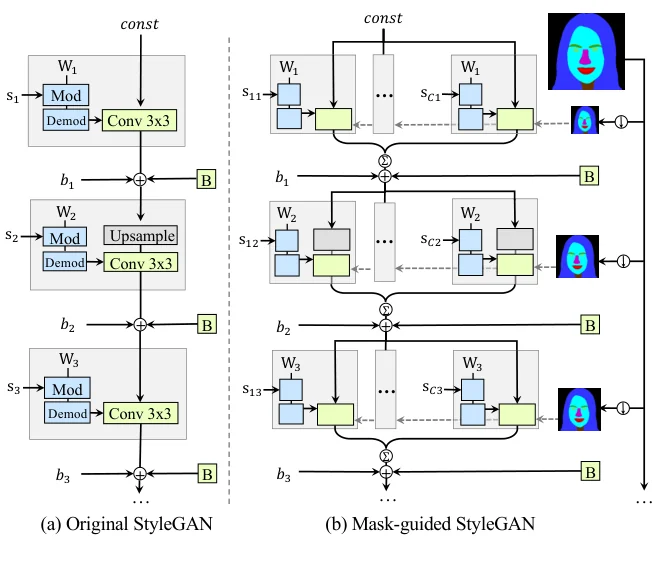 const
W1
s1
Mod
Demod
Conv 3x3
b1
B
W2
s2
Mod
Upsample
Demod
Conv 3x3
b2
B
W3
s3
Mod
Demod
Conv 3x3
b3
B
...
(a) Original StyleGAN
const
W1
s11
...
W1
sC1
↓
Σ
b1
B
W2
s12
...
W2
sC2
↓
Σ
b2
B
W3
s13
...
W3
sC3
↓
Σ
b3
B
...
...
(b) Mask-guided StyleGAN